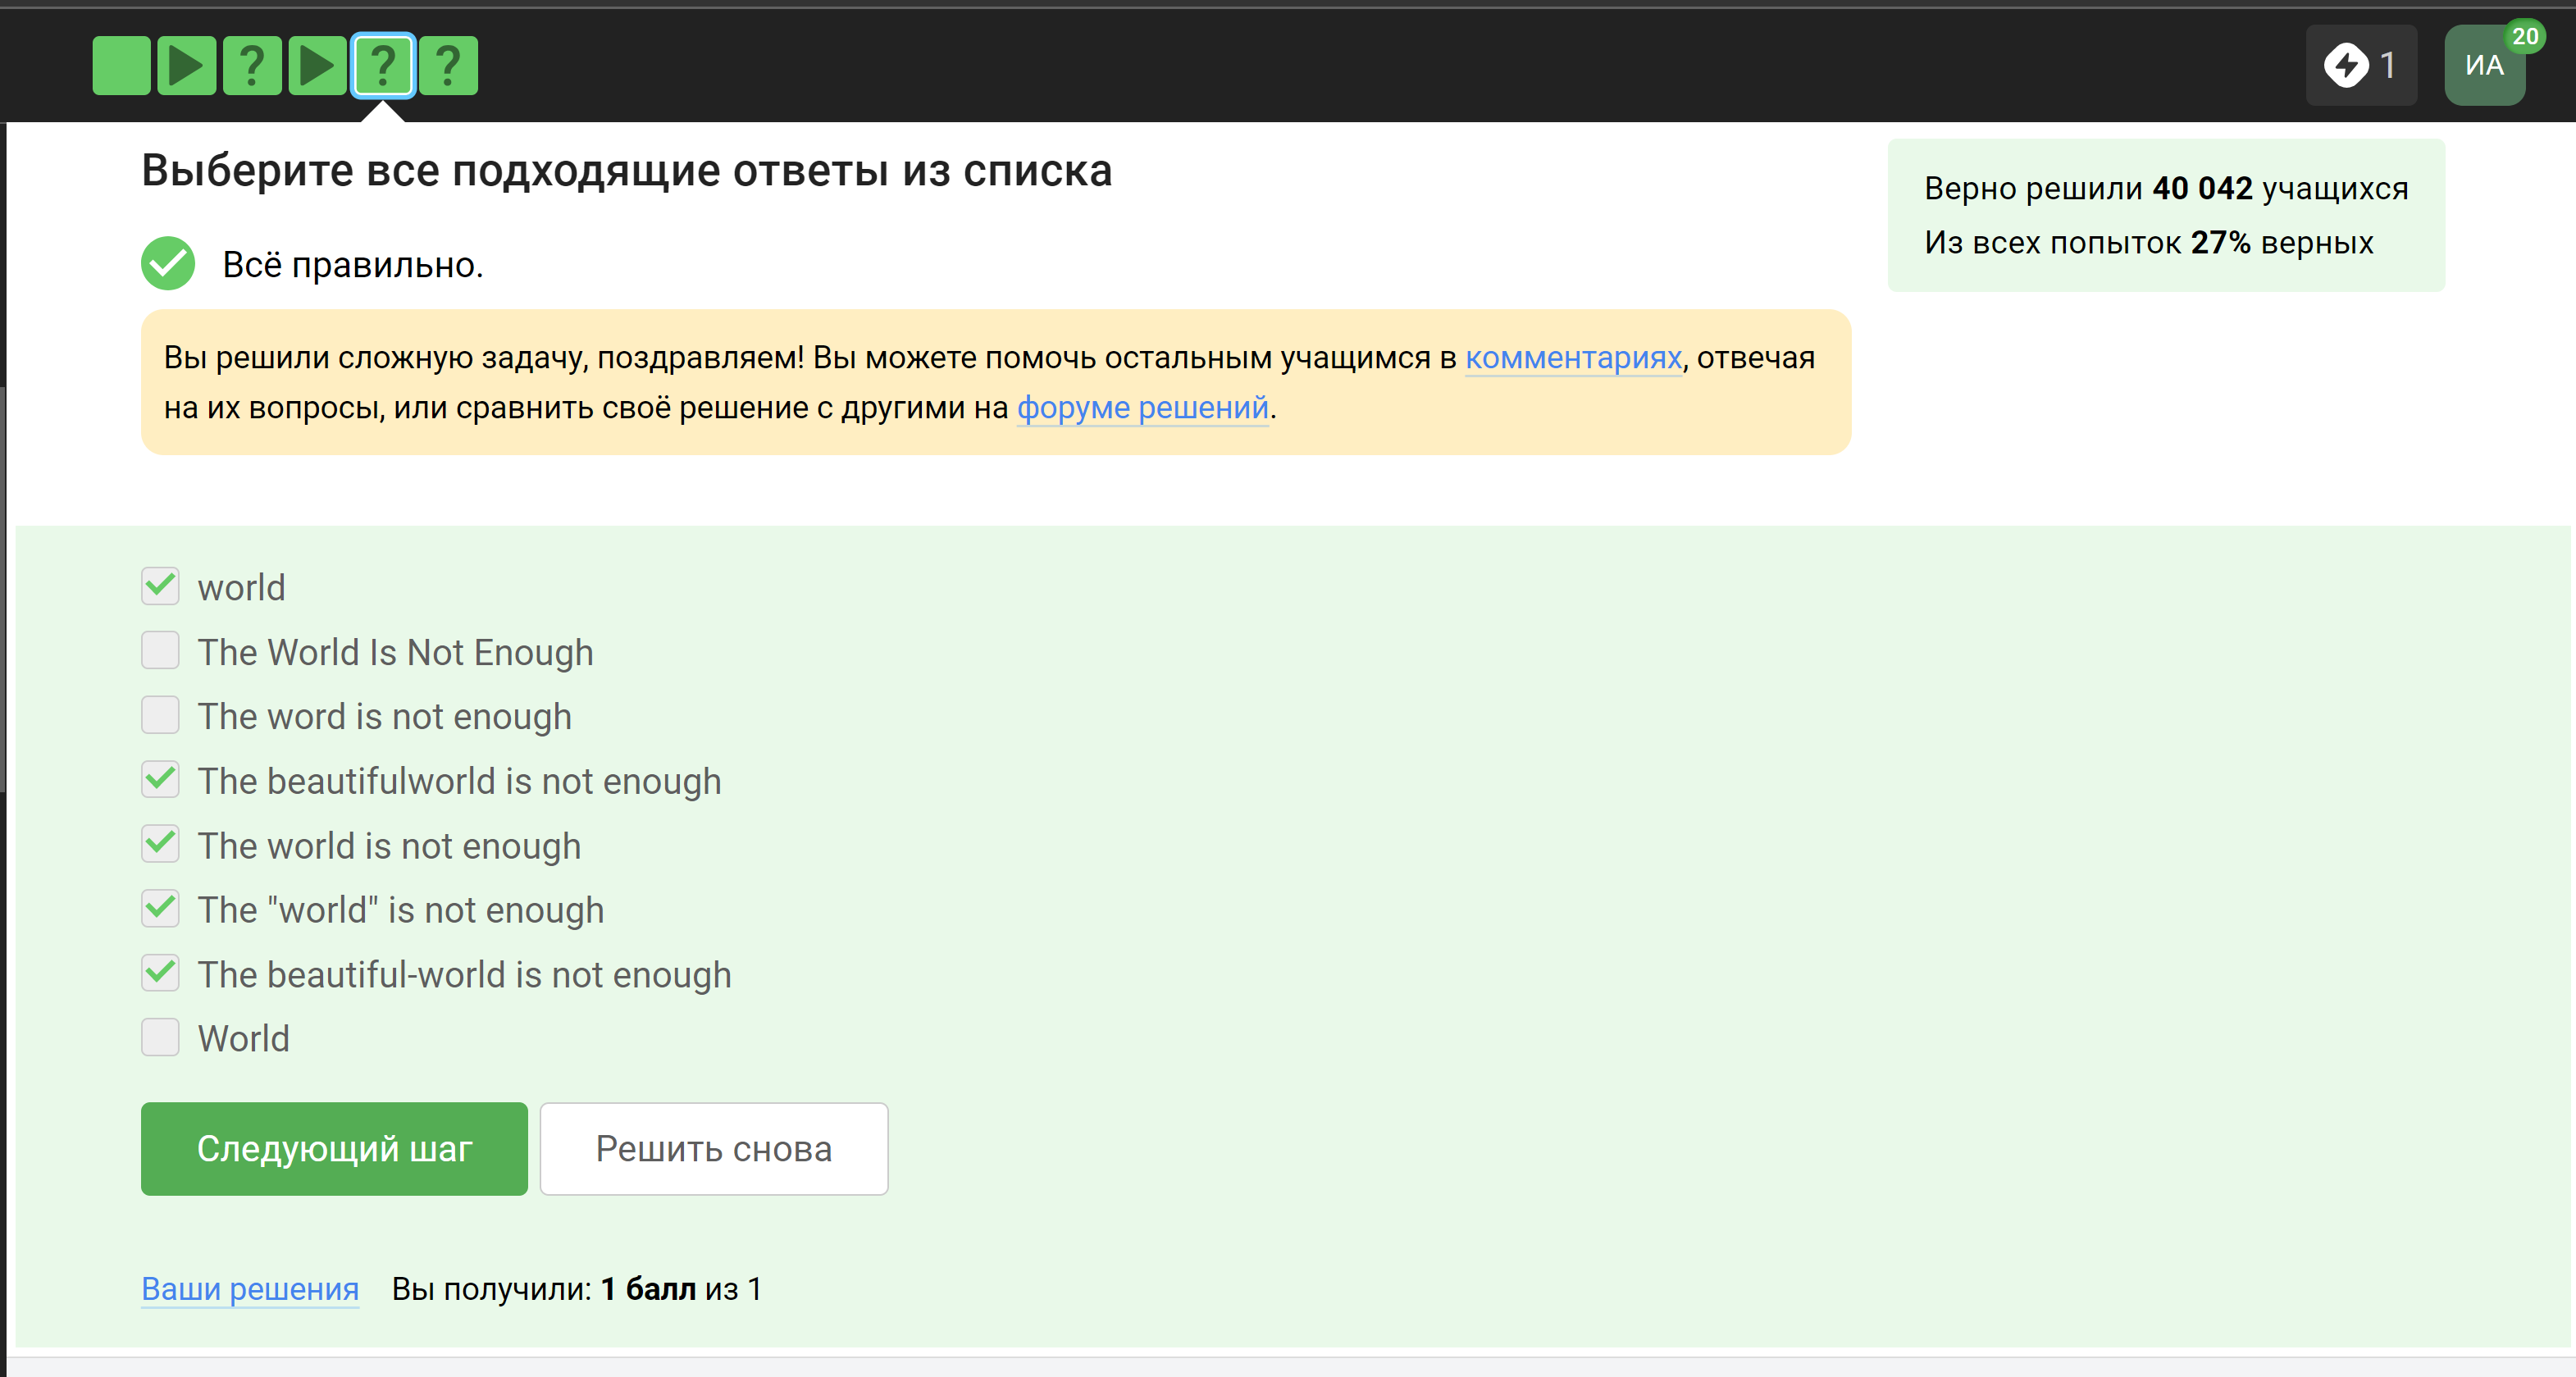 ? ? ?
1
ИА
20
Выберите все подходящие ответы из списка
Всё правильно.
Верно решили 40 042 учащихся
Из всех попыток 27% верных
Вы решили сложную задачу, поздравляем! Вы можете помочь остальным учащимся в комментариях, отвечая
на их вопросы, или сравнить своё решение с другими на форуме решений.
world
The World Is Not Enough
The word is not enough
The beautifulworld is not enough
The world is not enough
The "world" is not enough
The beautiful-world is not enough
World
Следующий шаг
Решить снова
Ваши решения Вы получили: 1 балл из 1